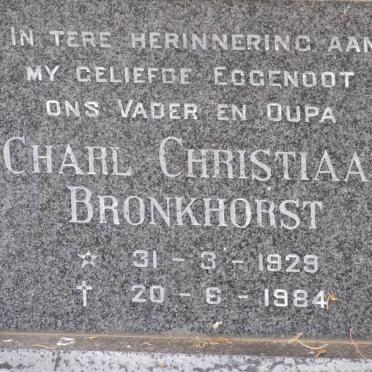 IN TERE HERINNERING AAN
MY GELIEFDE EGGENOOT
ONS VADER EN OUPA
CHARL CHRISTIAA
BRONKHORST
☆ 31 - 3 - 1929
† 20 - 6 - 1984